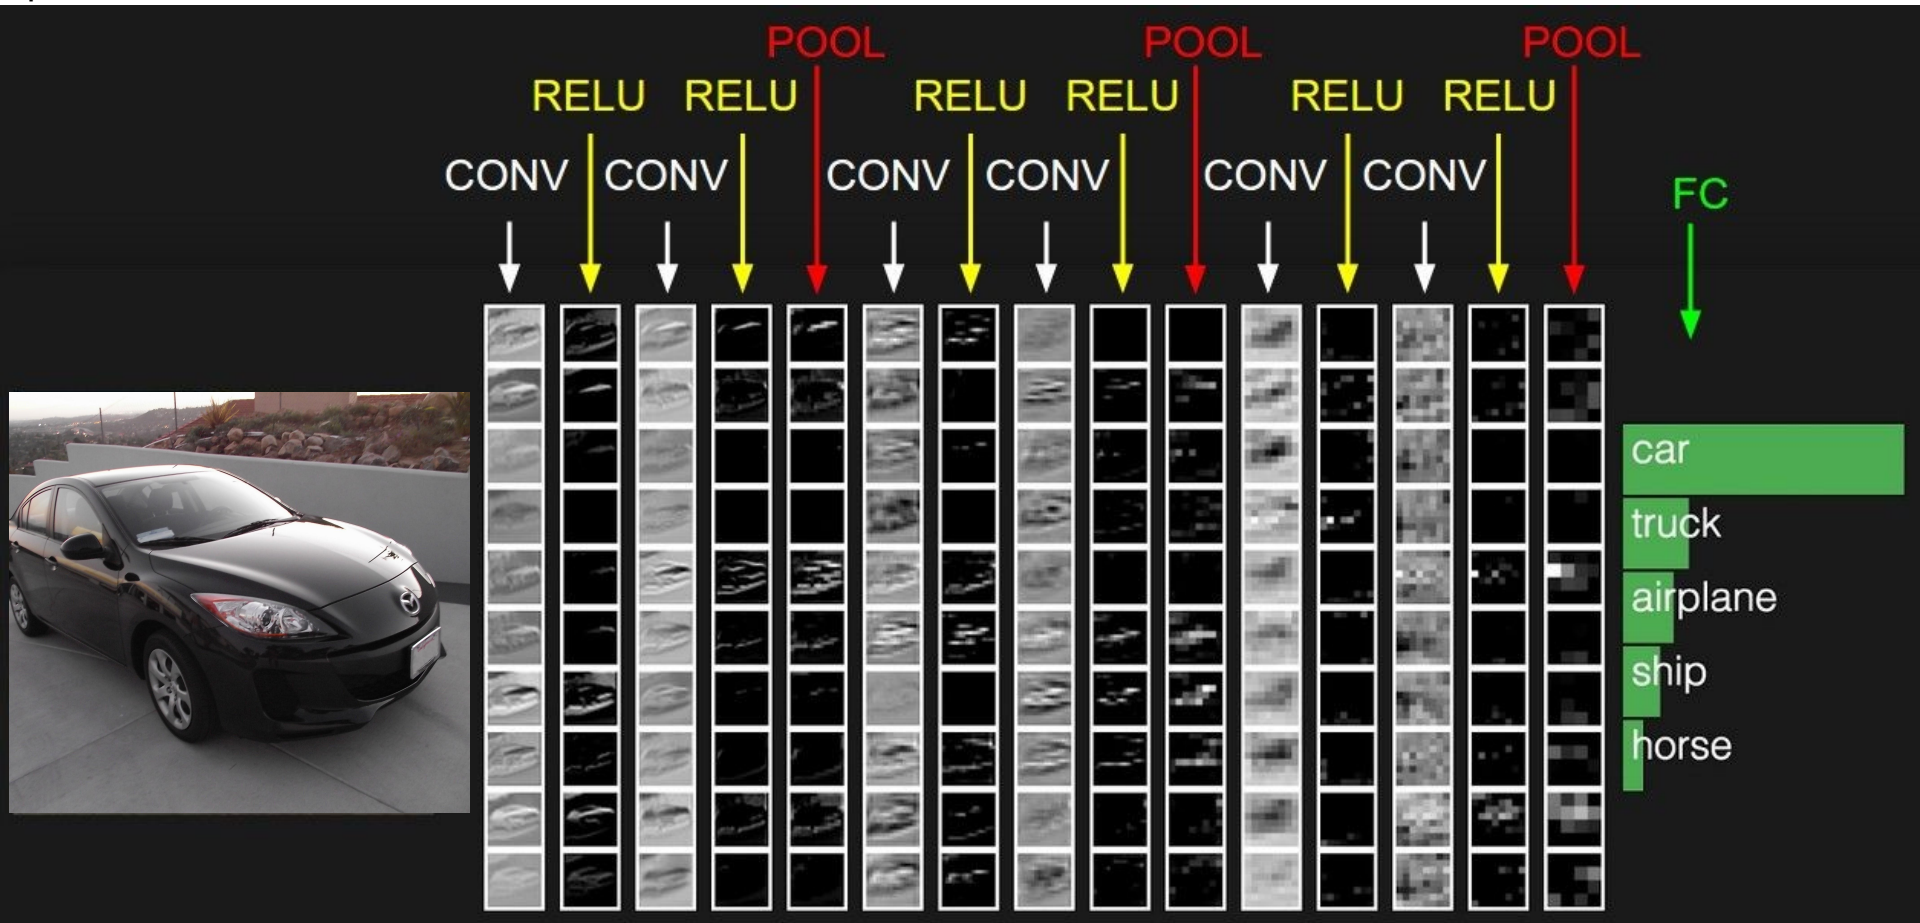 POOL POOL POOL
RELU RELU RELU RELU RELU RELU
CONV CONV CONV CONV CONV CONV
FC
car
truck
airplane
ship
horse